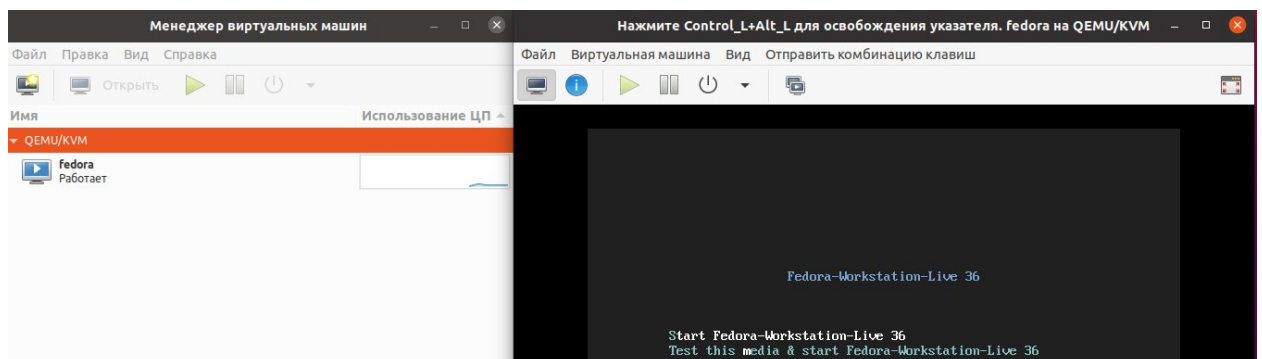 Менеджер виртуальных машин
Файл Правка Вид Справка
Открыть
Имя Использование ЦП
QEMU/KVM
fedora
Работает
Нажмите Control_L+Alt_L для освобождения указателя. fedora на QEMU/KVM
Файл Виртуальная машина Вид Отправить комбинацию клавиш
Fedora-Workstation-Live 36
Start Fedora-Workstation-Live 36
Test this media & start Fedora-Workstation-Live 36